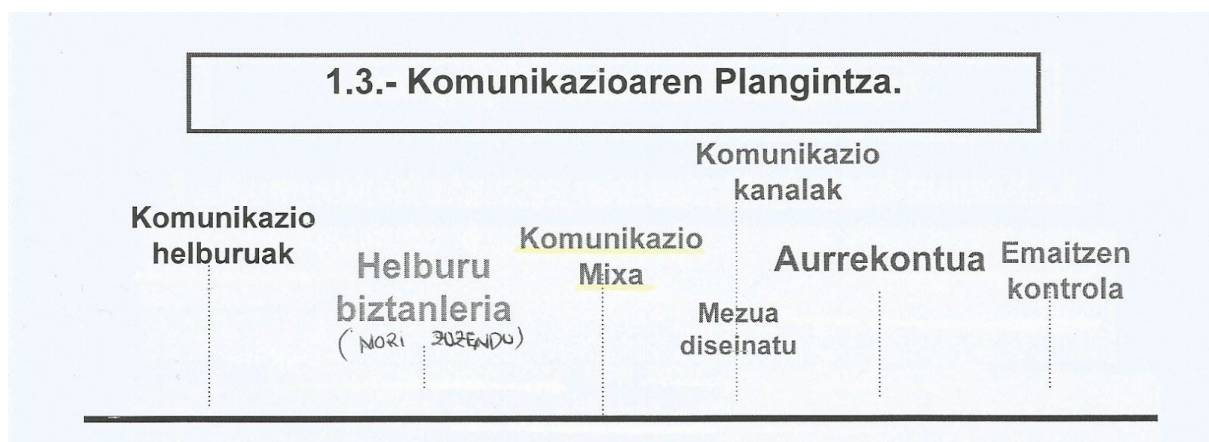 1.3.- Komunikazioaren Plangintza.
Komunikazio
helburuak
Helburu
biztanleria
(NORI ZUZENDU)
Komunikazio
Mixa
Komunikazio
kanalak
Mezua
diseinatu
Aurrekontua
Emaitzen
kontrola